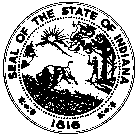 SEAL OF THE STATE OF INDIANA
1816